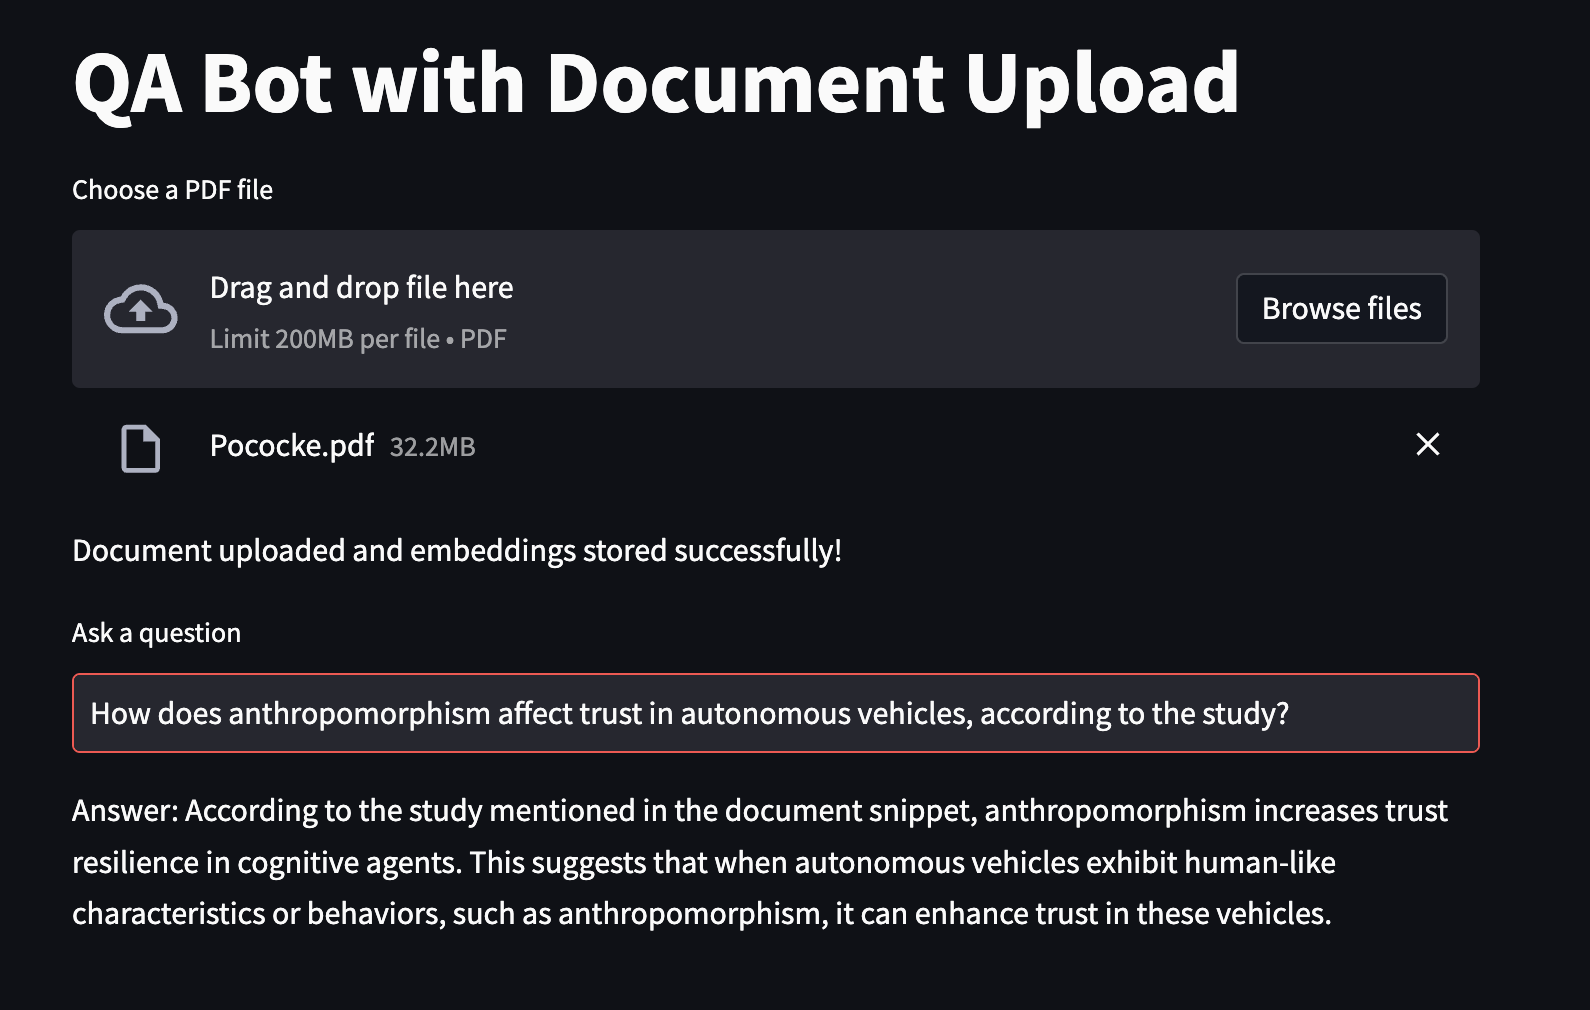 QA Bot with Document Upload
Choose a PDF file
Drag and drop file here
Limit 200MB per file • PDF
Browse files
Pococke.pdf 32.2MB
Document uploaded and embeddings stored successfully!
Ask a question
How does anthropomorphism affect trust in autonomous vehicles, according to the study?
Answer: According to the study mentioned in the document snippet, anthropomorphism increases trust
resilience in cognitive agents. This suggests that when autonomous vehicles exhibit human-like
characteristics or behaviors, such as anthropomorphism, it can enhance trust in these vehicles.